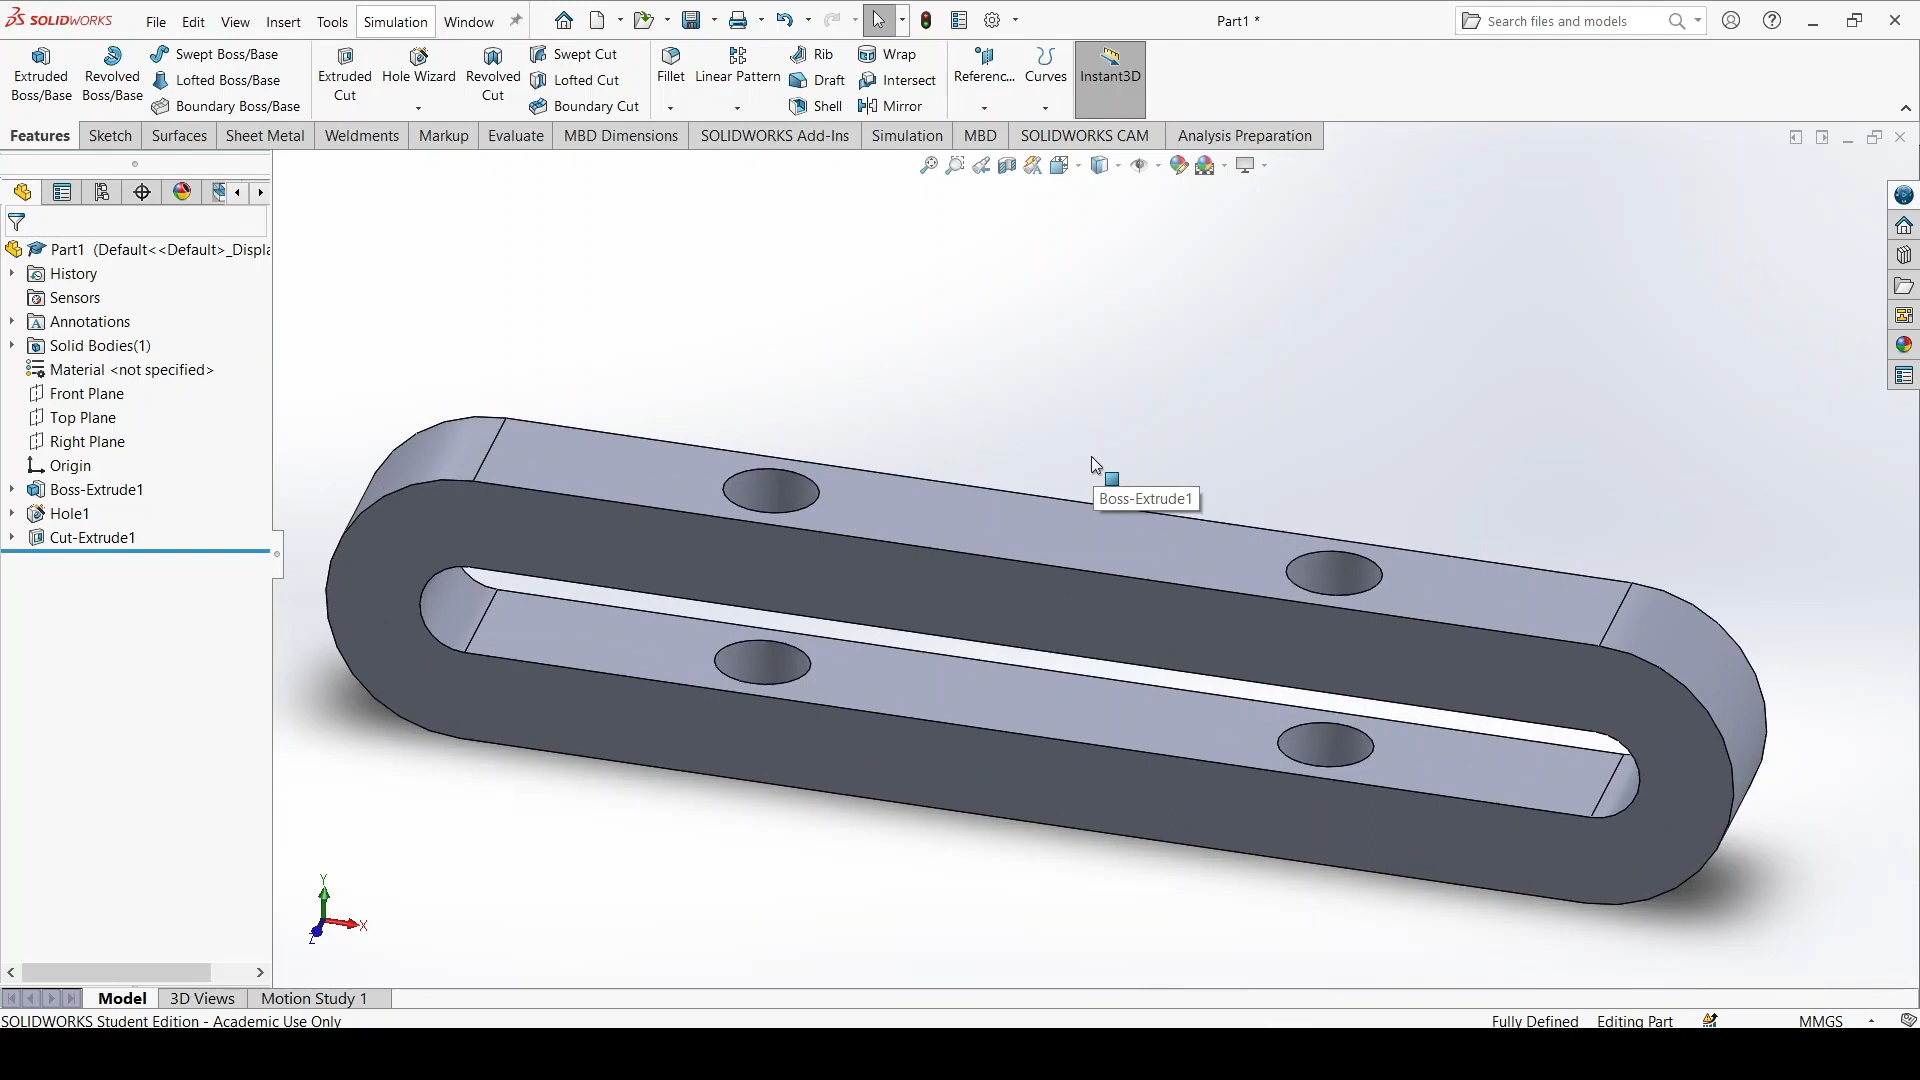 SOLIDWORKS File Edit View Insert Tools Simulation Window Part1 * Search files and models
Extruded Boss/Base
Revolved Boss/Base
Swept Boss/Base
Lofted Boss/Base
Boundary Boss/Base
Extruded Cut
Hole Wizard
Revolved Cut
Swept Cut
Lofted Cut
Boundary Cut
Fillet
Linear Pattern
Rib
Draft
Shell
Wrap
Intersect
Mirror
Referenc...
Curves
Instant3D
Features Sketch Surfaces Sheet Metal Weldments Markup Evaluate MBD Dimensions SOLIDWORKS Add-Ins Simulation MBD SOLIDWORKS CAM Analysis Preparation
Part1 (Default<<Default>_Displa
History
Sensors
Annotations
Solid Bodies(1)
Material <not specified>
Front Plane
Top Plane
Right Plane
Origin
Boss-Extrude1
Hole1
Cut-Extrude1
Boss-Extrude1
Y
X
Z
Model 3D Views Motion Study 1
SOLIDWORKS Student Edition - Academic Use Only Fully Defined Editing Part MMGS